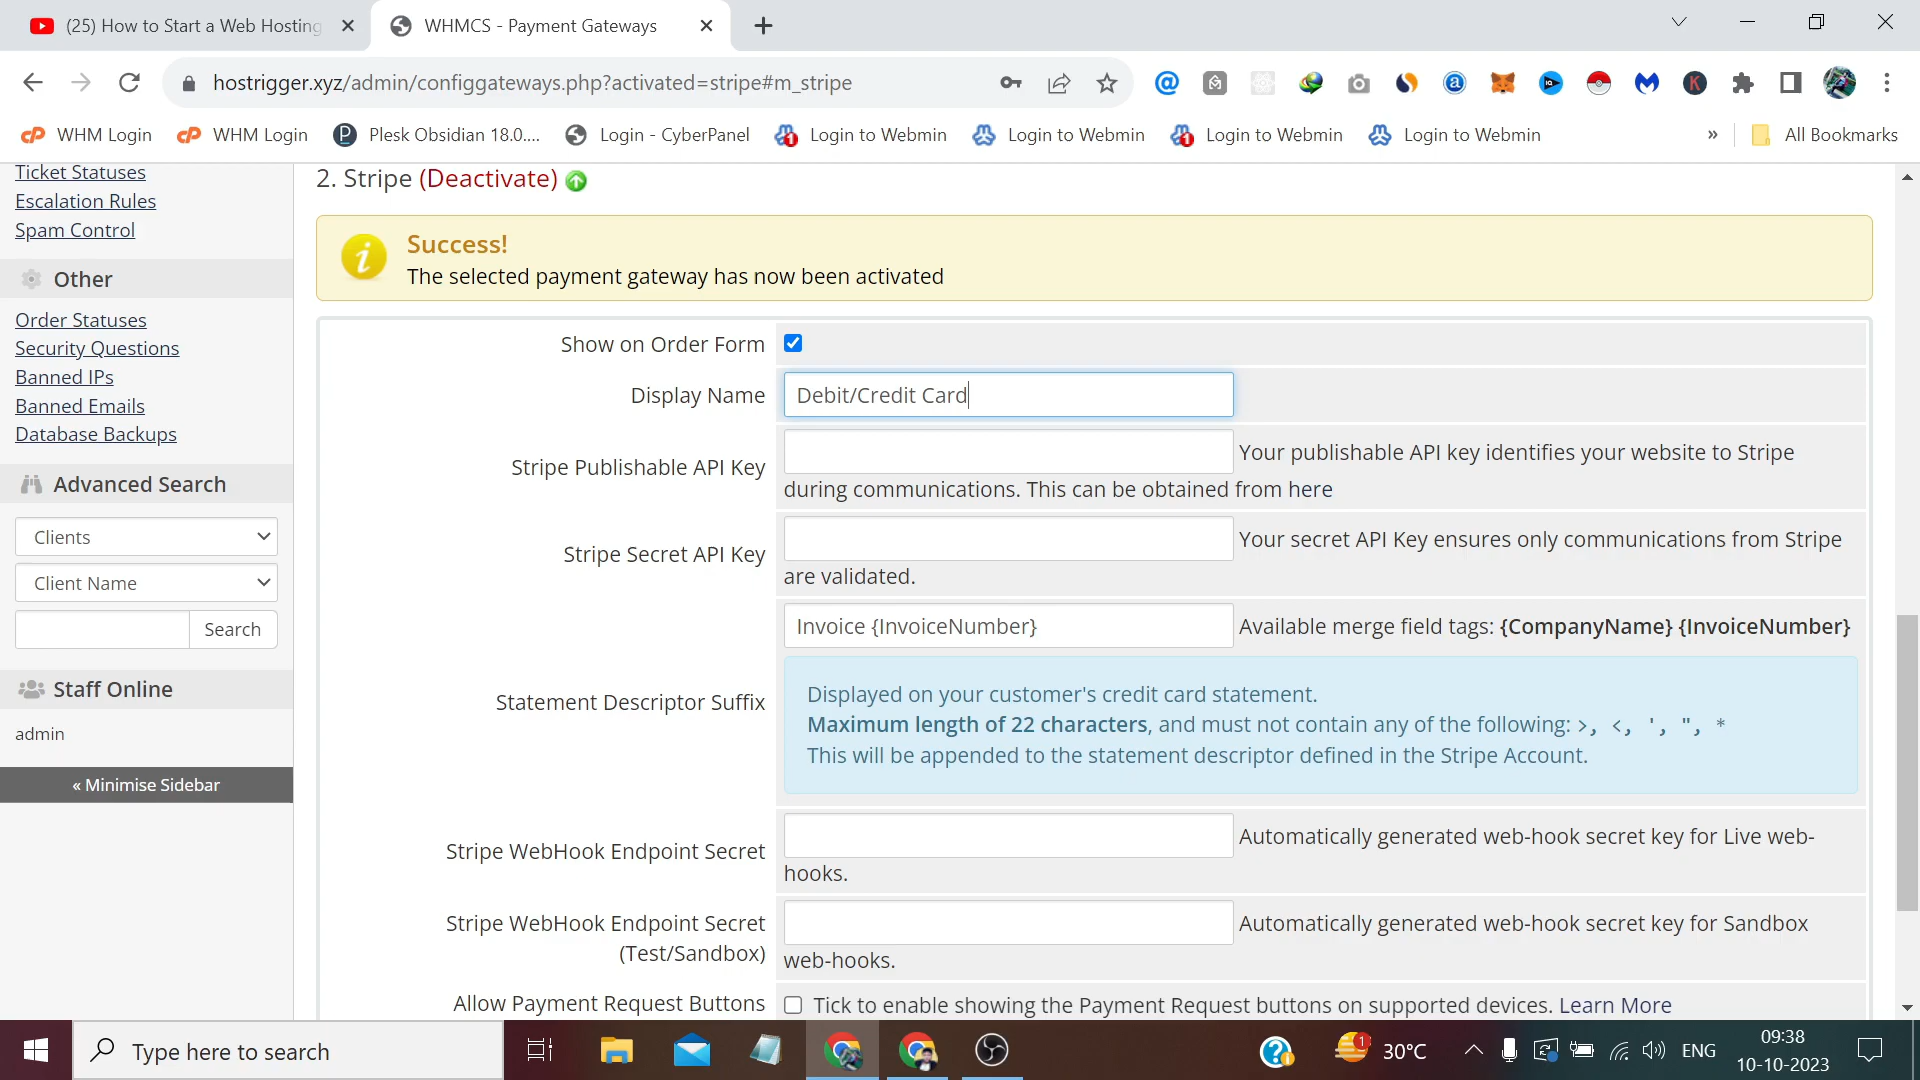 (25) How to Start a Web Hosting
WHMCS - Payment Gateways
hostrigger.xyz/admin/configgateways.php?activated=stripe#m_stripe
WHM Login
WHM Login
Plesk Obsidian 18.0....
Login - CyberPanel
Login to Webmin
Login to Webmin
Login to Webmin
Login to Webmin
»
All Bookmarks
Ticket Statuses
Escalation Rules
Spam Control
Other
Order Statuses
Security Questions
Banned IPs
Banned Emails
Database Backups
Advanced Search
Clients
Client Name
Search
Staff Online
admin
« Minimise Sidebar
2. Stripe (Deactivate)
Success!
The selected payment gateway has now been activated
Show on Order Form
Display Name
Debit/Credit Card
Stripe Publishable API Key
Your publishable API key identifies your website to Stripe
during communications. This can be obtained from here
Stripe Secret API Key
Your secret API Key ensures only communications from Stripe
are validated.
Statement Descriptor Suffix
Invoice {InvoiceNumber}
Available merge field tags: {CompanyName} {InvoiceNumber}
Displayed on your customer's credit card statement.
Maximum length of 22 characters, and must not contain any of the following: >, <, ', ", *
This will be appended to the statement descriptor defined in the Stripe Account.
Stripe WebHook Endpoint Secret
Automatically generated web-hook secret key for Live web-
hooks.
Stripe WebHook Endpoint Secret
(Test/Sandbox)
Automatically generated web-hook secret key for Sandbox
web-hooks.
Allow Payment Request Buttons
Tick to enable showing the Payment Request buttons on supported devices. Learn More
Type here to search
1
30°C
ENG
09:38
10-10-2023